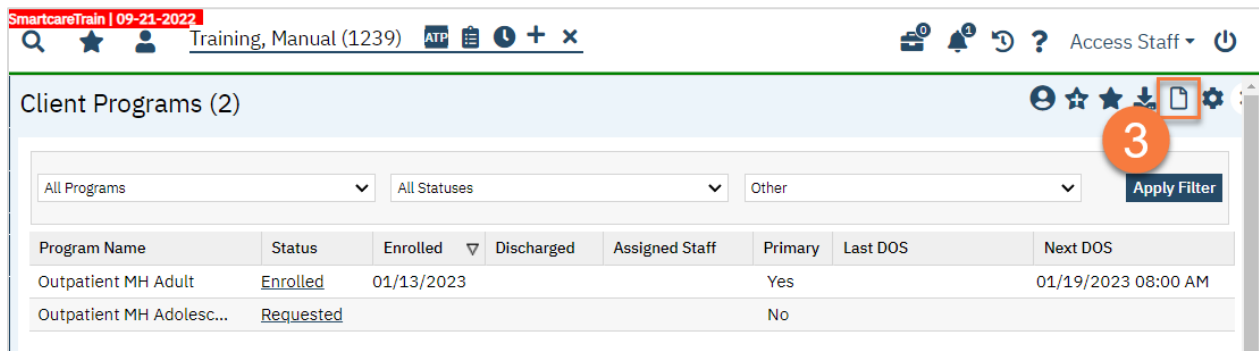 SmartcareTrain | 09-21-2022
Training, Manual (1239) ATP 0 1 ? Access Staff
Client Programs (2)
3
All Programs All Statuses Other Apply Filter
Program Name Status Enrolled Discharged Assigned Staff Primary Last DOS Next DOS
Outpatient MH Adult Enrolled 01/13/2023 Yes 01/19/2023 08:00 AM
Outpatient MH Adolesc... Requested No